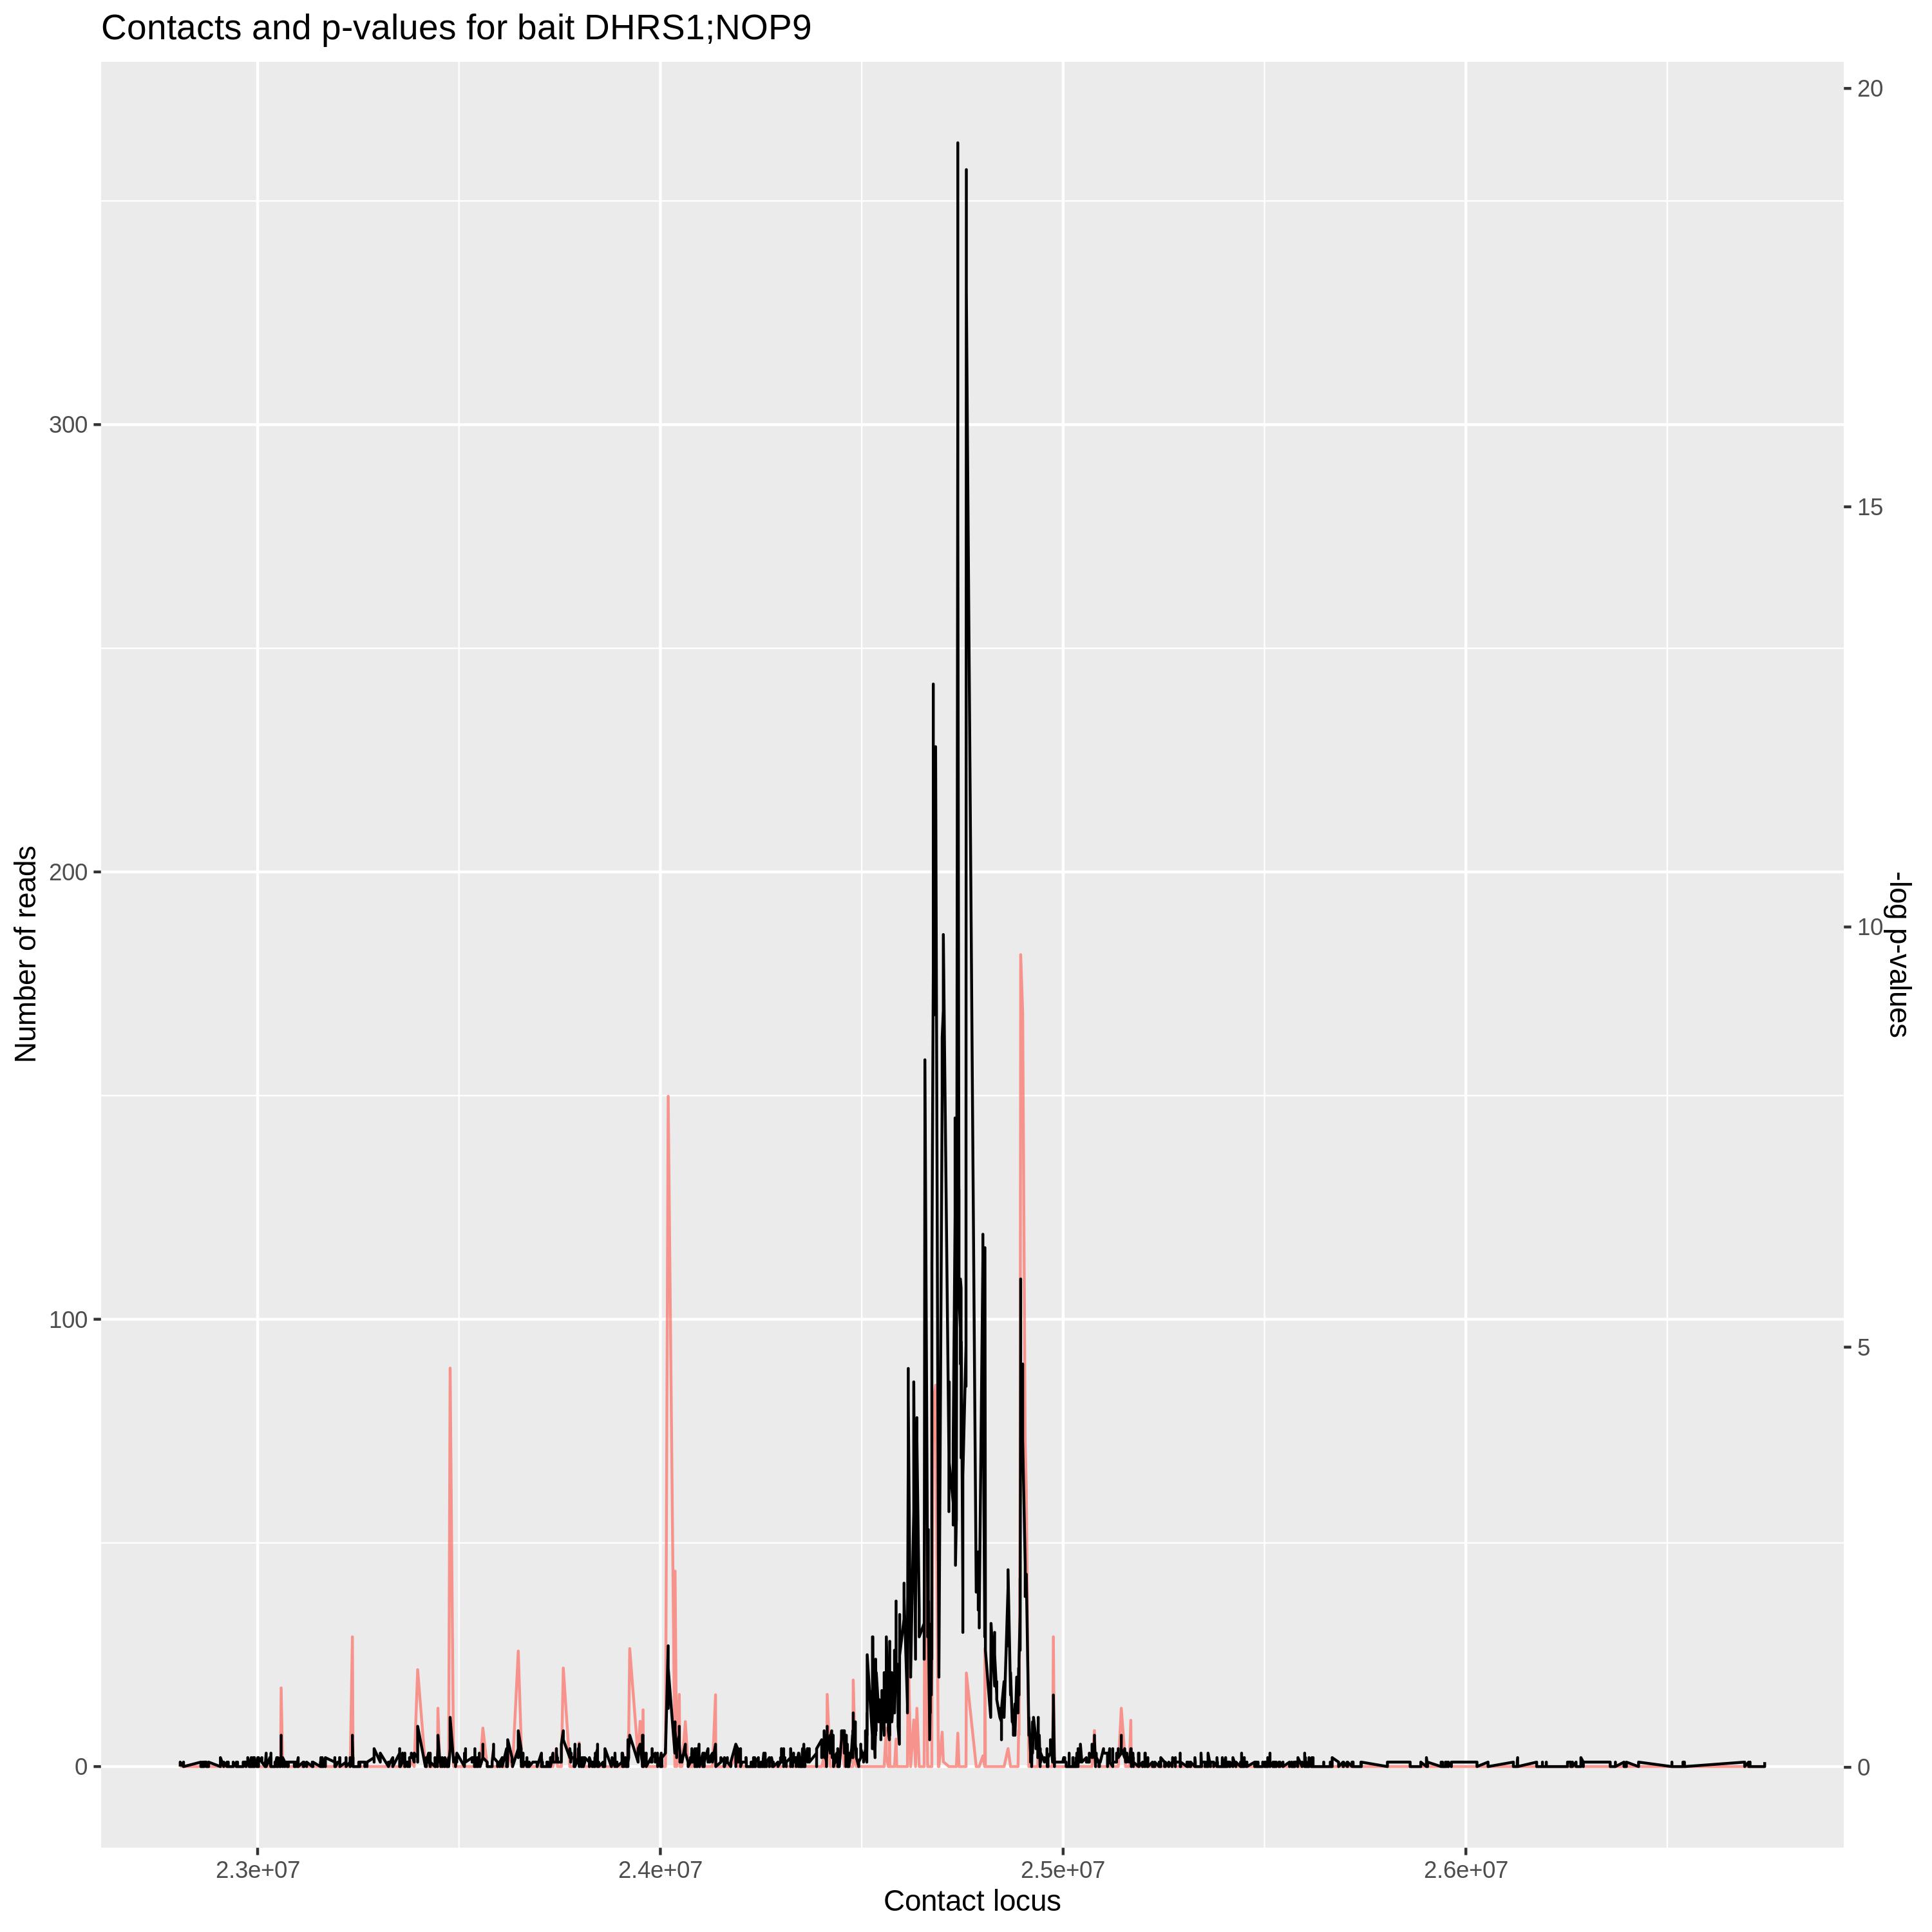 Contacts and p-values for bait DHRS1;NOP9
20
15
10
5
0
-log p-values
300
200
100
0
Number of reads
2.3e+07 2.4e+07 2.5e+07 2.6e+07
Contact locus